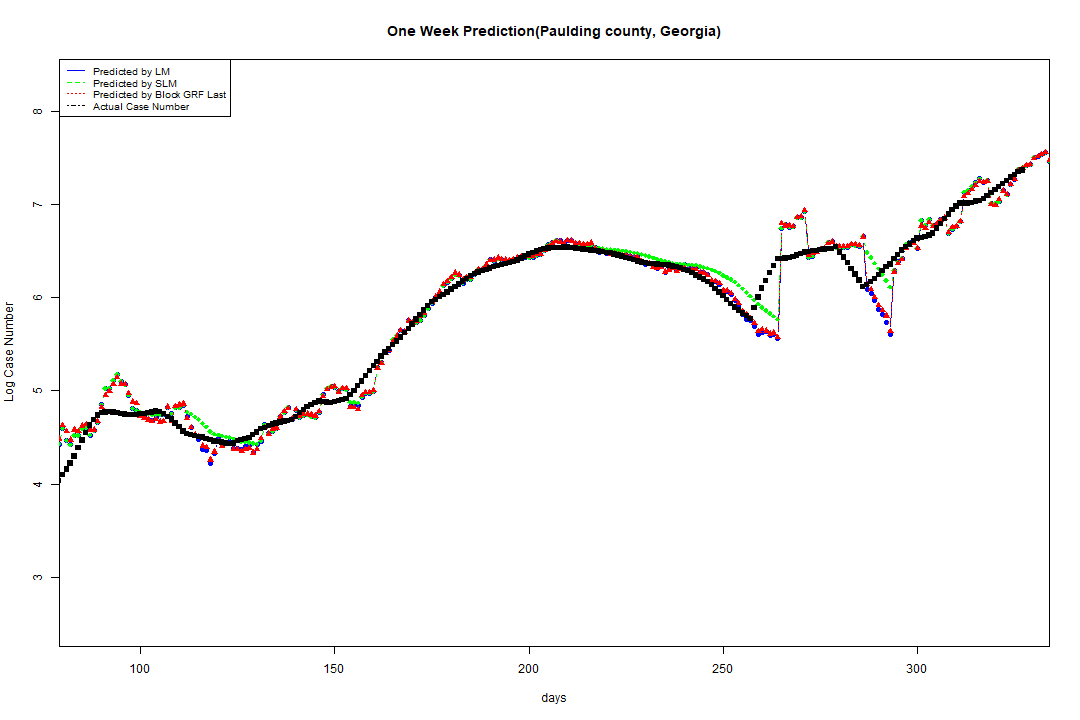 One Week Prediction(Paulding county, Georgia)
Predicted by LM
Predicted by SLM
Predicted by Block GRF Last
Actual Case Number
8
7
6
5
4
3
Log Case Number
100 150 200 250 300
days